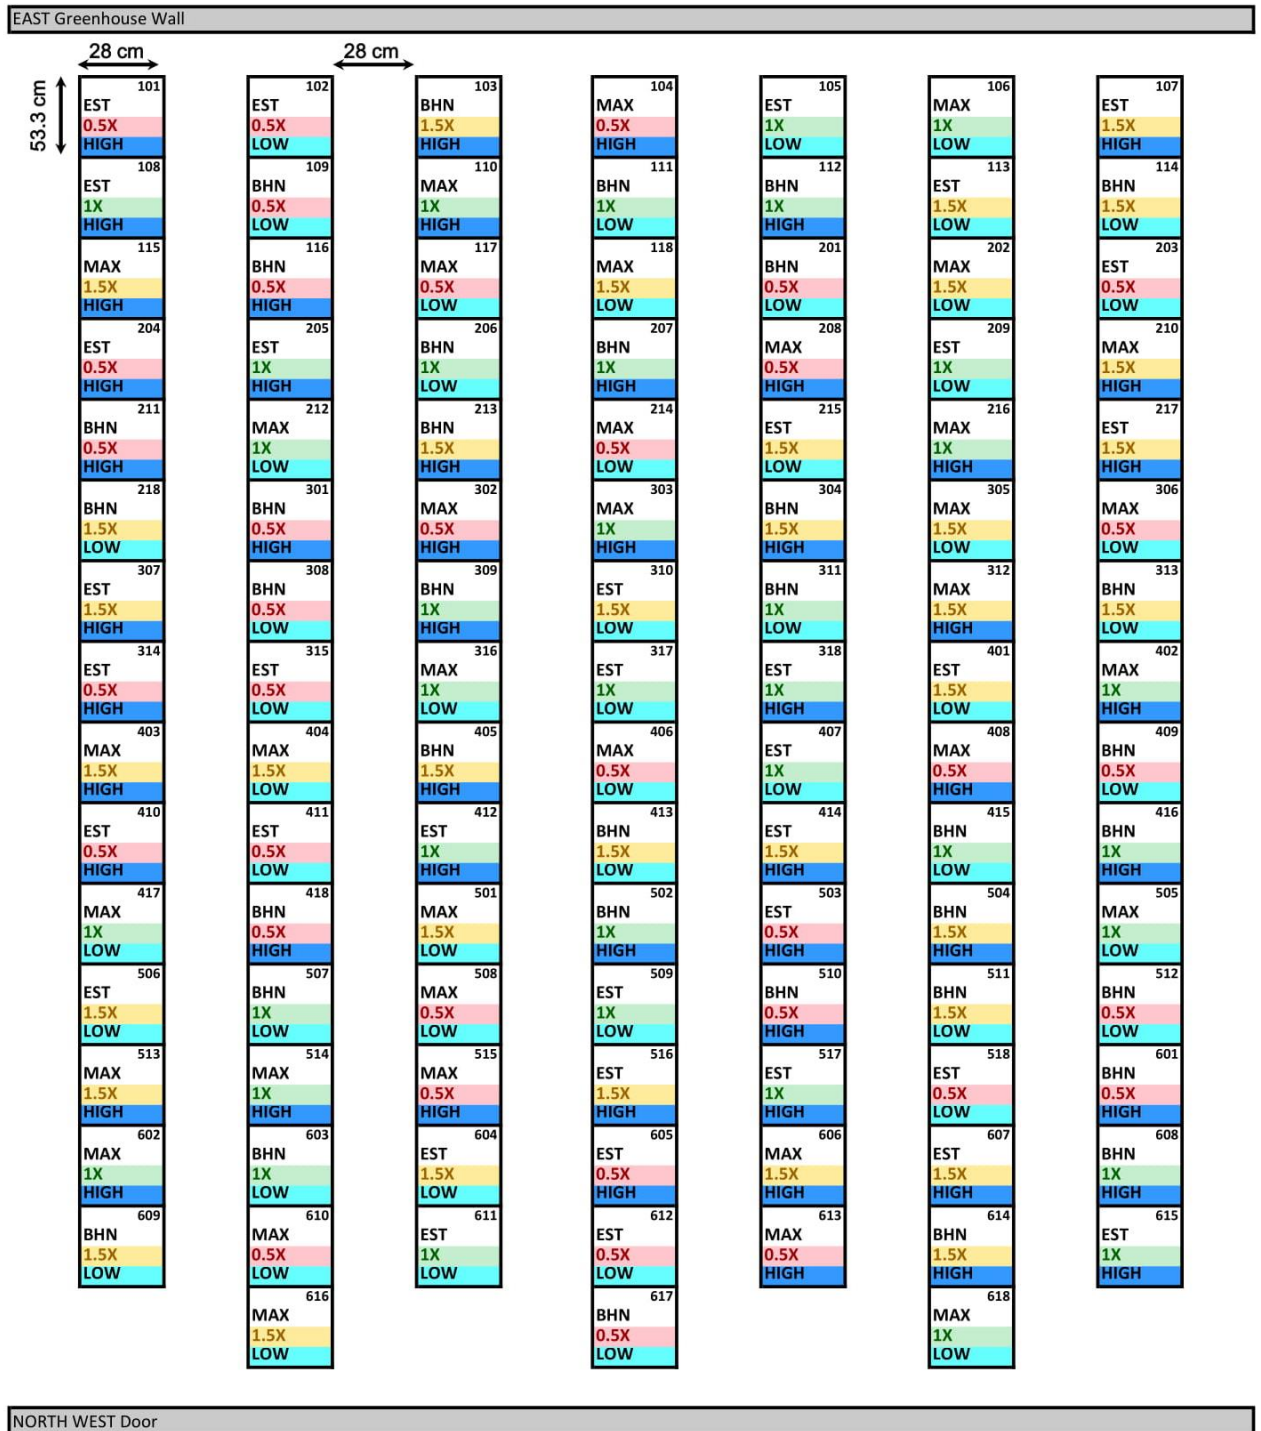 EAST Greenhouse Wall
28 cm 28 cm
53.3 cm
101 102 103 104 105 106 107
EST EST BHN MAX EST MAX EST
0.5X 0.5X 1.5X 0.5X 1X 1X 1.5X
HIGH LOW HIGH HIGH LOW LOW HIGH
108 109 110 111 112 113 114
EST BHN MAX BHN BHN EST BHN
1X 0.5X 1X 1X 1X 1.5X 1.5X
HIGH LOW HIGH LOW HIGH LOW LOW
115 116 117 118 201 202 203
MAX BHN MAX MAX BHN MAX EST
1.5X 0.5X 0.5X 1.5X 0.5X 1.5X 0.5X
HIGH HIGH LOW LOW LOW LOW LOW
204 205 206 207 208 209 210
EST EST BHN BHN MAX EST MAX
0.5X 1X 1X 1X 0.5X 1X 1.5X
HIGH HIGH LOW HIGH HIGH LOW HIGH
211 212 213 214 215 216 217
BHN MAX BHN MAX EST MAX EST
0.5X 1X 1.5X 0.5X 1.5X 1X 1.5X
HIGH LOW HIGH LOW LOW HIGH HIGH
218 301 302 303 304 305 306
BHN BHN MAX MAX BHN MAX MAX
1.5X 0.5X 0.5X 1X 1.5X 1.5X 0.5X
LOW HIGH HIGH HIGH HIGH LOW LOW
307 308 309 310 311 312 313
EST BHN BHN EST BHN MAX BHN
1.5X 0.5X 1X 1.5X 1X 1.5X 1.5X
HIGH LOW HIGH LOW LOW HIGH LOW
314 315 316 317 318 401 402
EST EST MAX EST EST EST MAX
0.5X 0.5X 1X 1X 1X 1.5X 1X
HIGH LOW LOW LOW HIGH LOW HIGH
403 404 405 406 407 408 409
MAX MAX BHN MAX EST MAX BHN
1.5X 1.5X 1.5X 0.5X 1X 0.5X 0.5X
HIGH LOW HIGH LOW LOW HIGH LOW
410 411 412 413 414 415 416
EST EST EST BHN EST BHN BHN
0.5X 0.5X 1X 1.5X 1.5X 1X 1X
HIGH LOW HIGH LOW HIGH LOW HIGH
417 418 501 502 503 504 505
MAX BHN MAX BHN EST BHN MAX
1X 0.5X 1.5X 1X 0.5X 1.5X 1X
LOW HIGH LOW HIGH HIGH HIGH LOW
506 507 508 509 510 511 512
EST BHN MAX EST BHN BHN BHN
1.5X 1X 0.5X 1X 0.5X 1.5X 0.5X
LOW LOW LOW LOW HIGH LOW LOW
513 514 515 516 517 518 601
MAX MAX MAX EST EST EST BHN
1.5X 1X 0.5X 1.5X 1X 0.5X 0.5X
HIGH HIGH HIGH HIGH HIGH LOW HIGH
602 603 604 605 606 607 608
MAX BHN EST EST MAX EST BHN
1X 1X 1.5X 0.5X 1.5X 1.5X 1X
HIGH LOW LOW HIGH HIGH HIGH HIGH
609 610 611 612 613 614 615
BHN MAX EST EST MAX BHN EST
1.5X 0.5X 1X 0.5X 0.5X 1.5X 1X
LOW LOW LOW LOW HIGH HIGH HIGH
616 617 618
MAX BHN MAX
1.5X 0.5X 1X
LOW LOW LOW
NORTH WEST Door